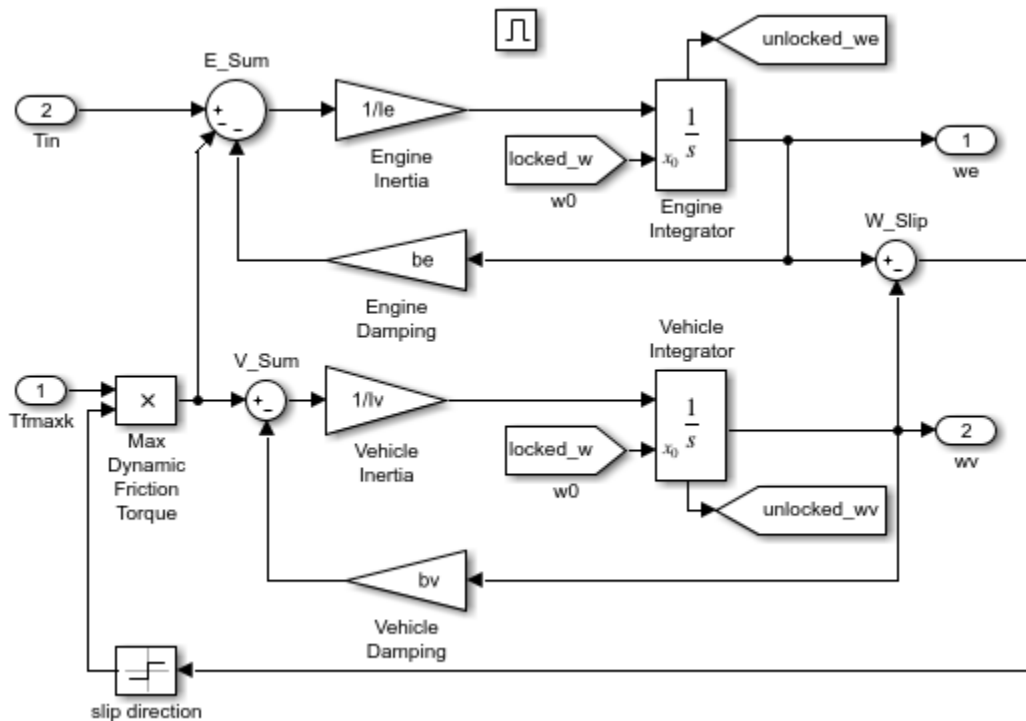 unlocked_we
E_Sum
2
+
−
−
1/Ie
1
s
1
Tin
locked_w
x0
we
Engine
Inertia
w0
Engine
Integrator
W_Slip
be
+
−
Engine
Damping
Vehicle
Integrator
V_Sum
1
×
+
−
1/Iv
1
s
Tfmaxk
locked_w
x0
2
Max
Dynamic
Friction
Torque
Vehicle
Inertia
w0
wv
unlocked_wv
bv
Vehicle
Damping
slip direction